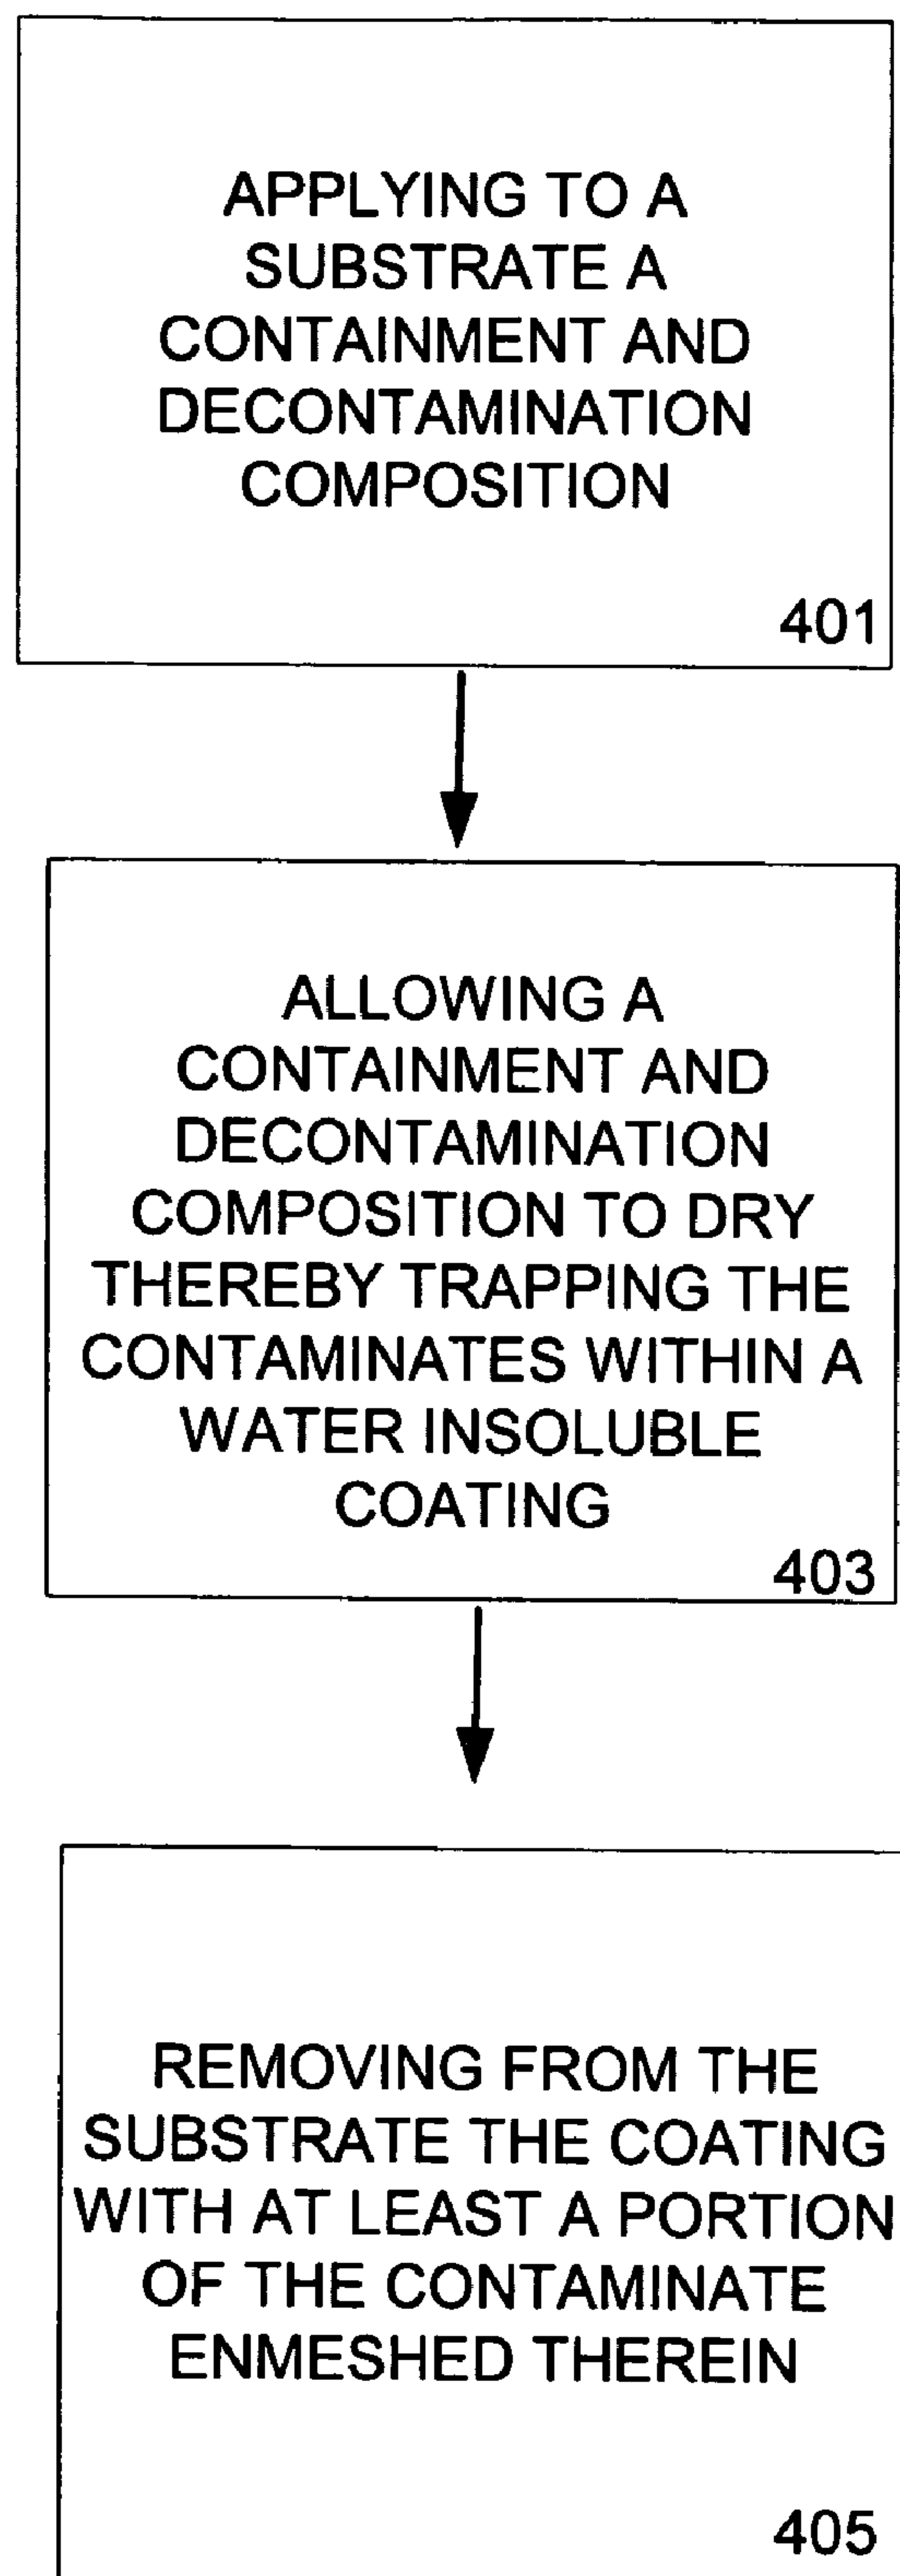 APPLYING TO A
SUBSTRATE A
CONTAINMENT AND
DECONTAMINATION
COMPOSITION
401
ALLOWING A
CONTAINMENT AND
DECONTAMINATION
COMPOSITION TO DRY
THEREBY TRAPPING THE
CONTAMINATES WITHIN A
WATER INSOLUBLE
COATING
403
REMOVING FROM THE
SUBSTRATE THE COATING
WITH AT LEAST A PORTION
OF THE CONTAMINATE
ENMESHED THEREIN
405